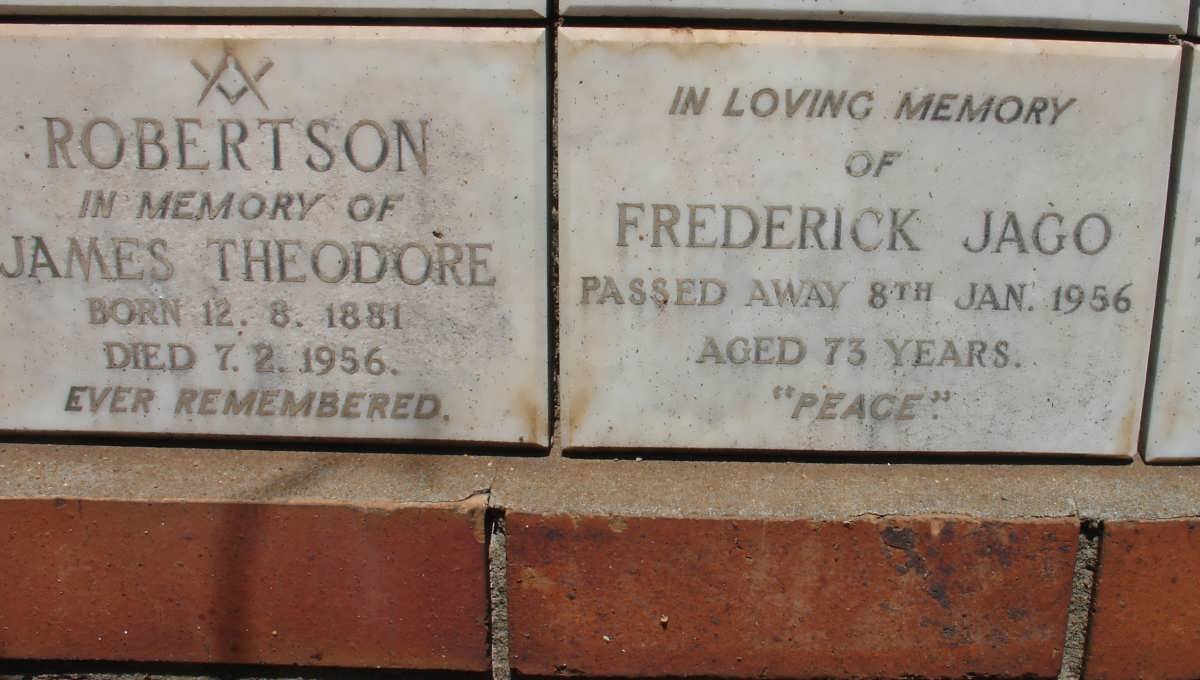 ROBERTSON
IN MEMORY OF
JAMES THEODORE
BORN 12. 8. 1881
DIED 7. 2. 1956.
EVER REMEMBERED.
IN LOVING MEMORY
OF
FREDERICK JAGO
PASSED AWAY 8TH JAN. 1956
AGED 73 YEARS.
"PEACE".